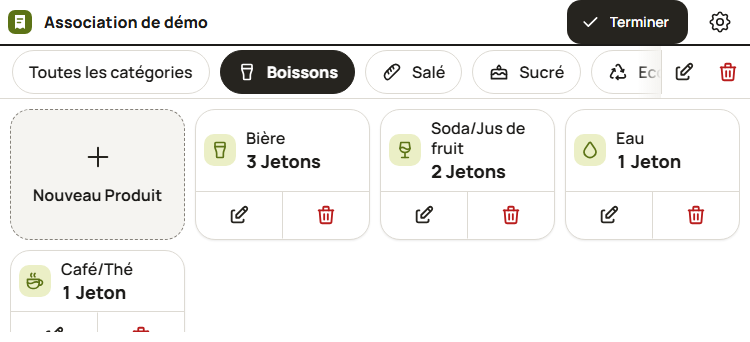 Association de démo
Terminer
Toutes les catégories
Boissons
Salé
Sucré
Nouveau Produit
Bière
3 Jetons
Soda/Jus de
fruit
2 Jetons
Eau
1 Jeton
Café/Thé
1 Jeton